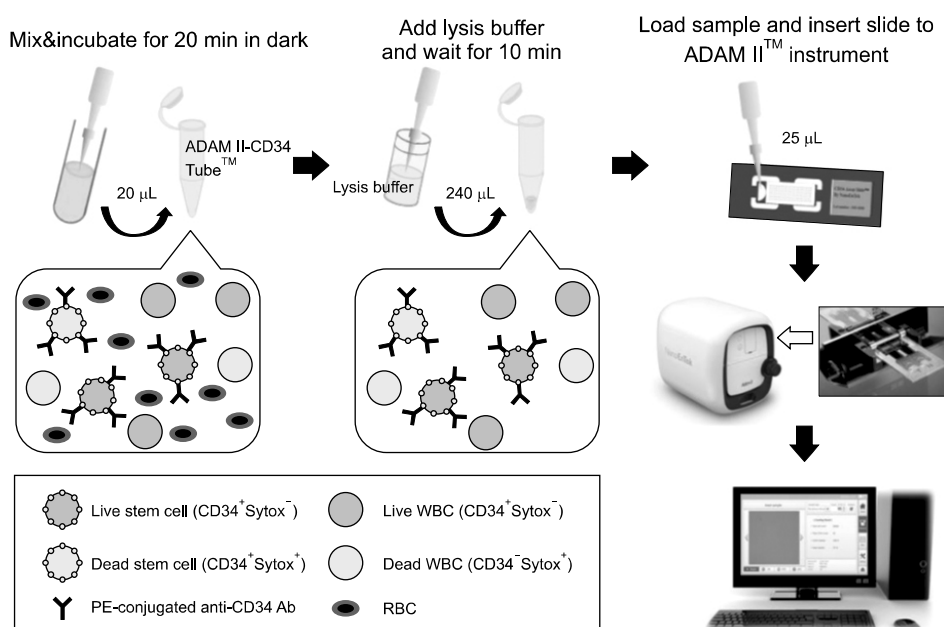 Mix&incubate for 20 min in dark
Add lysis buffer
and wait for 10 min
Load sample and insert slide to
ADAM II™ instrument
ADAM II-CD34
Tube™
20 μL
Lysis buffer
240 μL
25 μL
Live stem cell (CD34⁺Sytox⁻)
Live WBC (CD34⁺Sytox⁻)
Dead stem cell (CD34⁺Sytox⁺)
Dead WBC (CD34⁻Sytox⁺)
PE-conjugated anti-CD34 Ab
RBC